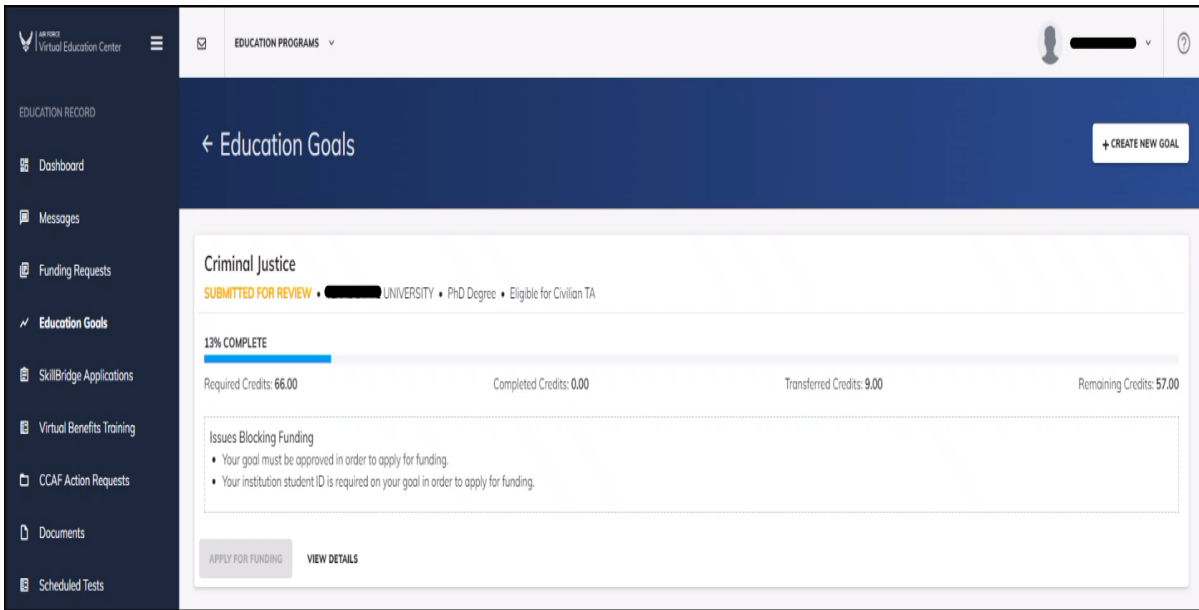 AIR FORCE
Virtual Education Center
EDUCATION PROGRAMS
EDUCATION RECORD
Dashboard
Messages
Funding Requests
Education Goals
SkillBridge Applications
Virtual Benefits Training
CCAF Action Requests
Documents
Scheduled Tests
← Education Goals
+ CREATE NEW GOAL
Criminal Justice
SUBMITTED FOR REVIEW • UNIVERSITY • PhD Degree • Eligible for Civilian TA
13% COMPLETE
Required Credits: 66.00 Completed Credits: 0.00 Transferred Credits: 9.00 Remaining Credits: 57.00
Issues Blocking Funding
• Your goal must be approved in order to apply for funding.
• Your institution student ID is required on your goal in order to apply for funding.
APPLY FOR FUNDING VIEW DETAILS